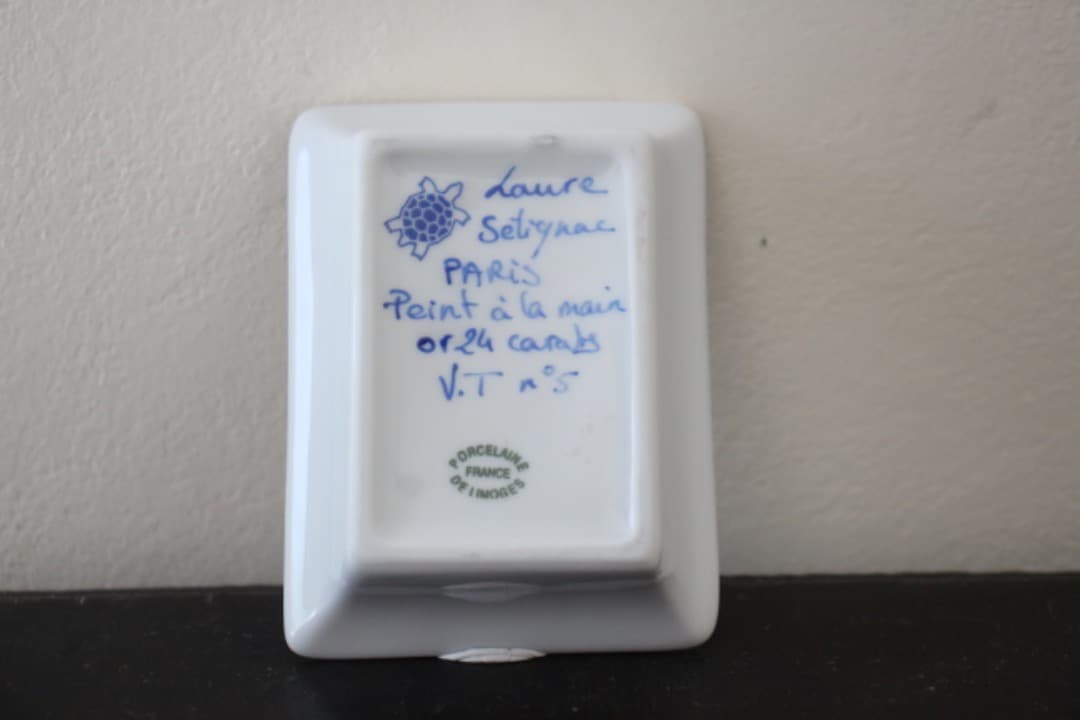 Laure
Selignac
PARIS
Peint à la main
or 24 carats
V.T n°5
PORCELAINE
FRANCE
DE LIMOGES